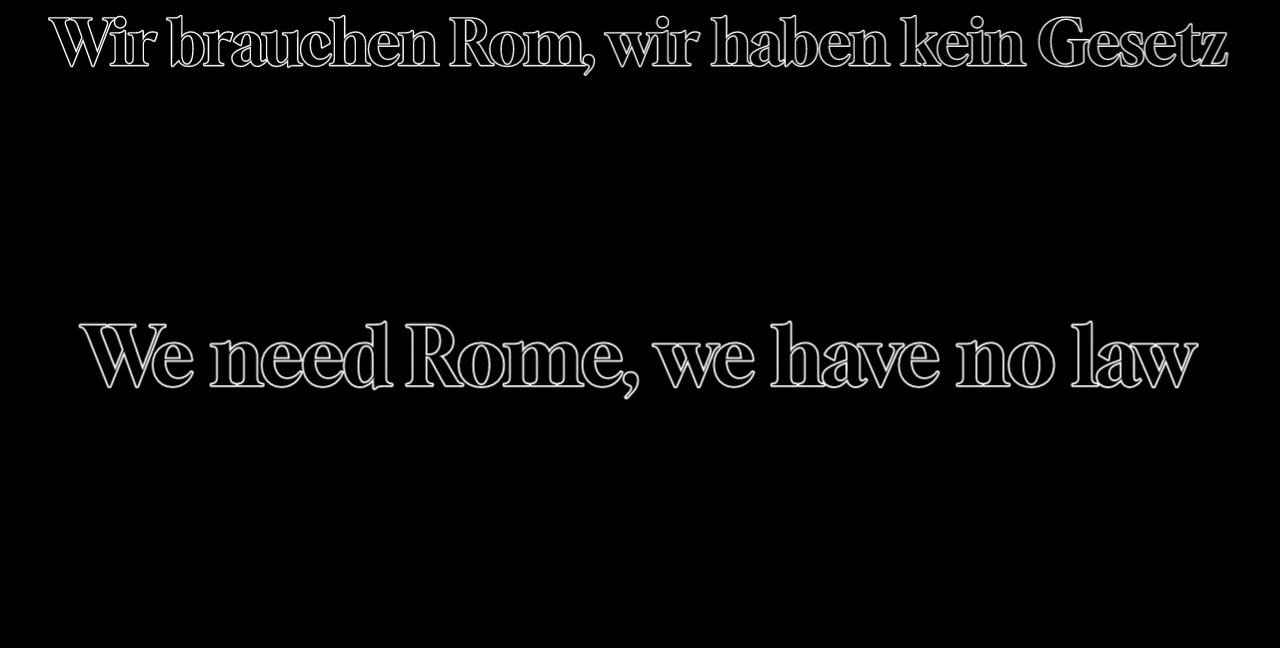 Wir brauchen Rom, wir haben kein Gesetz
We need Rome, we have no law